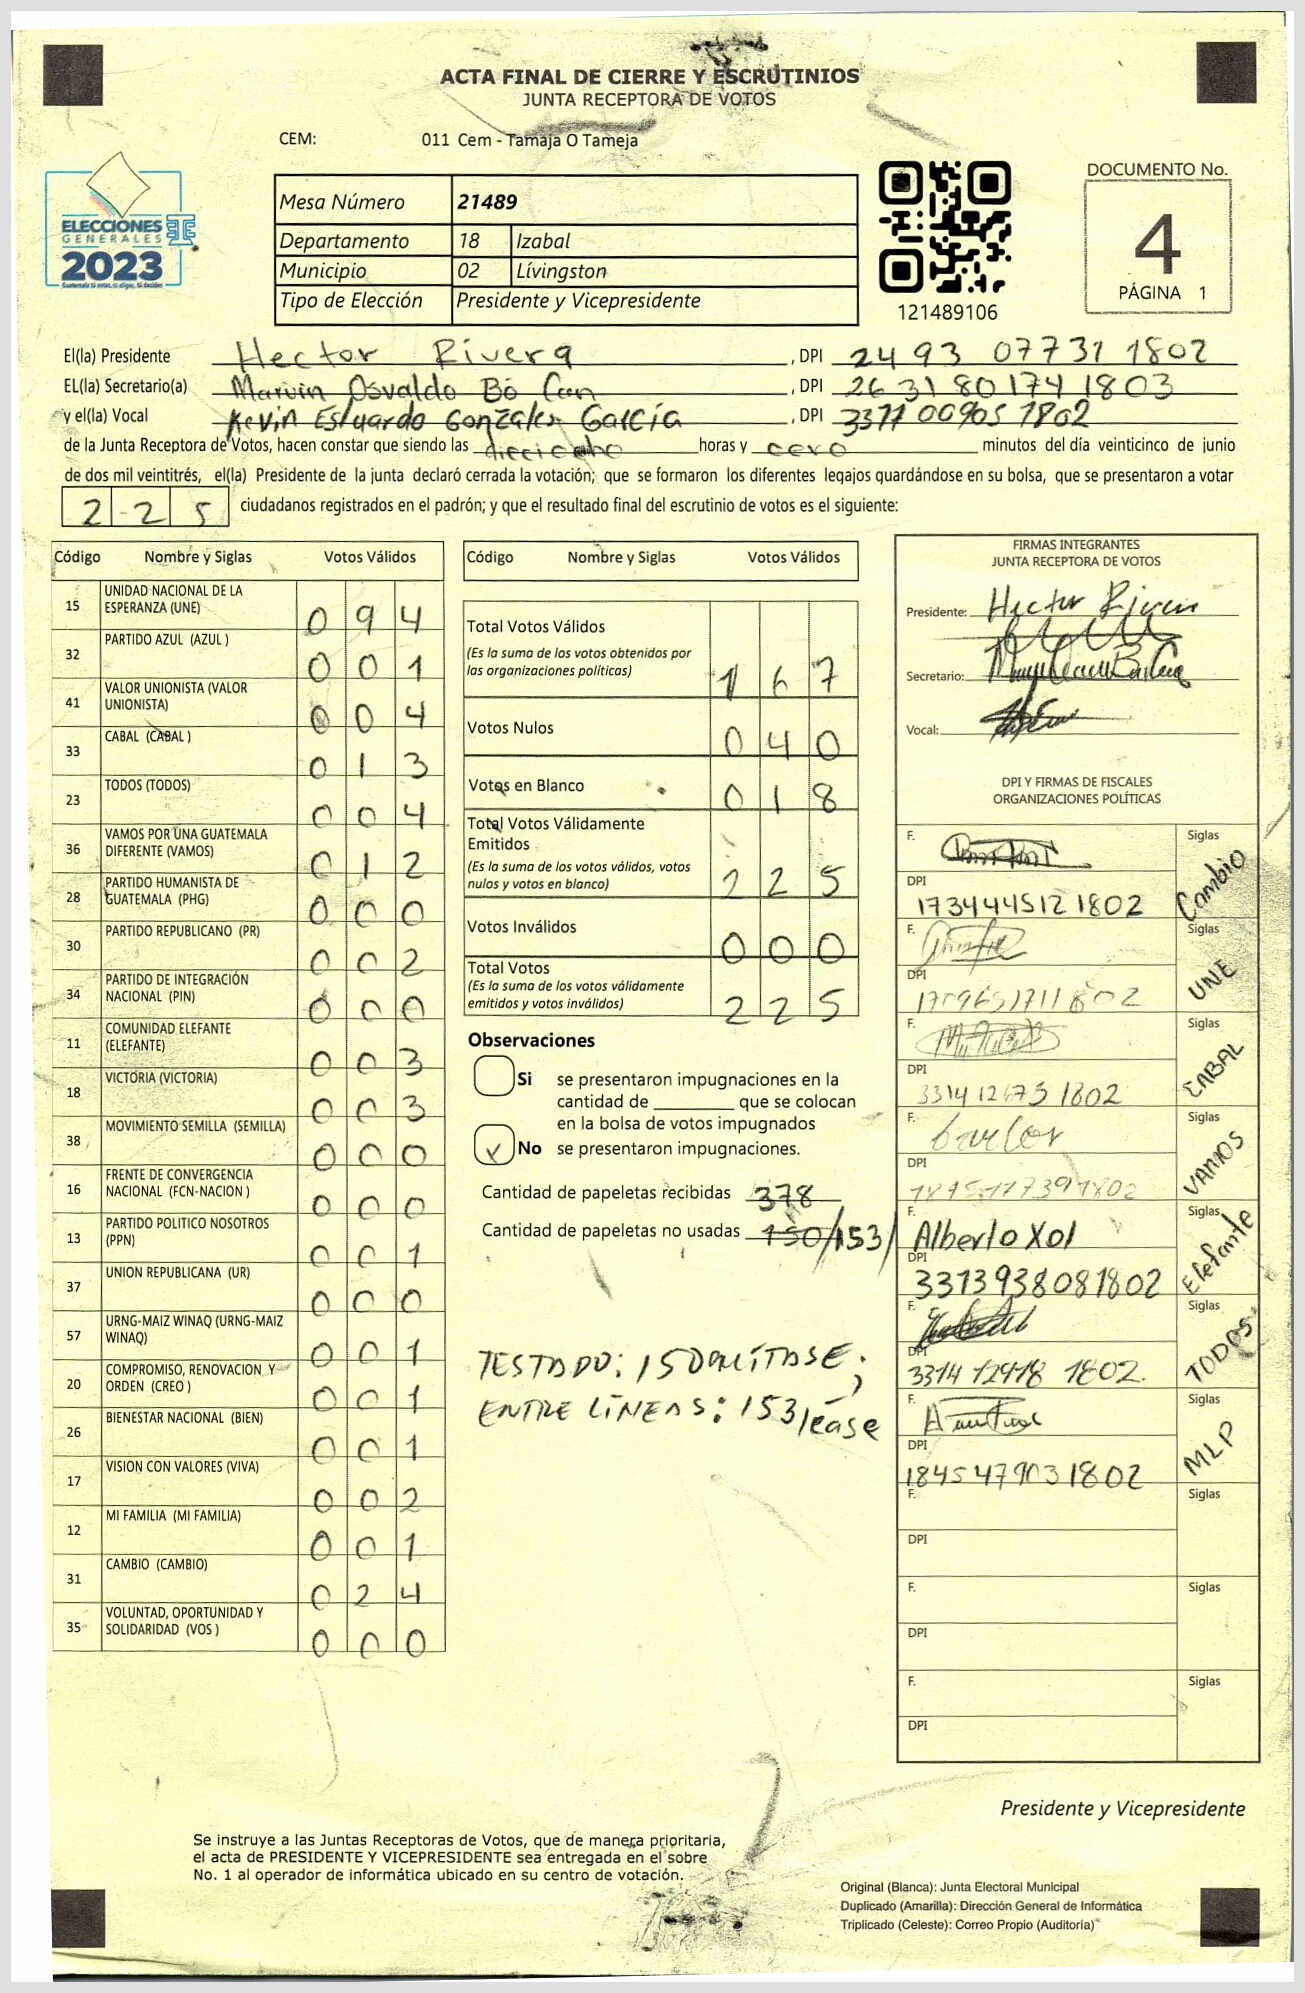 ACTA FINAL DE CIERRE Y ESCRUTINIOS
JUNTA RECEPTORA DE VOTOS
CEM: 011 Cem - Tamaja O Tameja
ELECCIONES
GENERALES
2023
Mesa Número 21489
Departamento 18 Izabal
Municipio 02 Lívingston
Tipo de Elección Presidente y Vicepresidente
121489106
DOCUMENTO No.
4
PÁGINA 1
El(la) Presidente Hector Rivera, DPI 2493 07731 1802
EL(la) Secretario(a) Marvin Osvaldo Bó Can, DPI 2631 80174 1803
y el(la) Vocal Kevin Estuardo Gonzales García, DPI 3371 00905 1802
de la Junta Receptora de Votos, hacen constar que siendo las dieciocho horas y cero minutos del día veinticinco de junio
de dos mil veintitrés, el(la) Presidente de la junta declaró cerrada la votación; que se formaron los diferentes legajos guardándose en su bolsa, que se presentaron a votar
2 2 5 ciudadanos registrados en el padrón; y que el resultado final del escrutinio de votos es el siguiente:
Código Nombre y Siglas Votos Válidos
15 UNIDAD NACIONAL DE LA
ESPERANZA (UNE) 0 9 4
32 PARTIDO AZUL (AZUL ) 0 0 1
41 VALOR UNIONISTA (VALOR
UNIONISTA) 0 0 4
33 CABAL (CABAL ) 0 1 3
23 TODOS (TODOS) 0 0 4
36 VAMOS POR UNA GUATEMALA
DIFERENTE (VAMOS) 0 1 2
28 PARTIDO HUMANISTA DE
GUATEMALA (PHG) 0 0 0
30 PARTIDO REPUBLICANO (PR) 0 0 2
34 PARTIDO DE INTEGRACIÓN
NACIONAL (PIN) 0 0 0
11 COMUNIDAD ELEFANTE
(ELEFANTE) 0 0 3
18 VICTORIA (VICTORIA) 0 0 3
38 MOVIMIENTO SEMILLA (SEMILLA) 0 0 0
16 FRENTE DE CONVERGENCIA
NACIONAL (FCN-NACION ) 0 0 0
13 PARTIDO POLITICO NOSOTROS
(PPN) 0 0 1
37 UNION REPUBLICANA (UR) 0 0 0
57 URNG-MAIZ WINAQ (URNG-MAIZ
WINAQ) 0 0 1
20 COMPROMISO, RENOVACION Y
ORDEN (CREO ) 0 0 1
26 BIENESTAR NACIONAL (BIEN) 0 0 1
17 VISION CON VALORES (VIVA) 0 0 2
12 MI FAMILIA (MI FAMILIA) 0 0 1
31 CAMBIO (CAMBIO) 0 2 4
35 VOLUNTAD, OPORTUNIDAD Y
SOLIDARIDAD (VOS ) 0 0 0
Código Nombre y Siglas Votos Válidos
Total Votos Válidos
(Es la suma de los votos obtenidos por
las organizaciones políticas) 1 6 7
Votos Nulos 0 4 0
Votos en Blanco 0 1 8
Total Votos Válidamente
Emitidos
(Es la suma de los votos válidos, votos
nulos y votos en blanco) 2 2 5
Votos Inválidos 0 0 0
Total Votos
(Es la suma de los votos válidamente
emitidos y votos inválidos) 2 2 5
Observaciones
Si se presentaron impugnaciones en la
cantidad de ________ que se colocan
en la bolsa de votos impugnados
No se presentaron impugnaciones.
Cantidad de papeletas recibidas 378
Cantidad de papeletas no usadas 150/153/
TESTADO: 150 OMÍTASE;
ENTRE LÍNEAS: 153 léase
FIRMAS INTEGRANTES
JUNTA RECEPTORA DE VOTOS
Presidente: Hector Rivera
Secretario:
Vocal:
DPI Y FIRMAS DE FISCALES
ORGANIZACIONES POLÍTICAS
F. Siglas
Cambio
DPI
1734445121802
F. Siglas
UNE
DPI
F. Siglas
CABAL
DPI
3314 12675 1802
F. Carlos Siglas
VAMOS
DPI
F. Alberto Xol Siglas
Elefante
DPI
3373938081802
F. Siglas
TODOS
DPI
3314 12418 1802.
F. Siglas
MLP
DPI
1845479031802
F. Siglas
DPI
F. Siglas
DPI
F. Siglas
DPI
Presidente y Vicepresidente
Se instruye a las Juntas Receptoras de Votos, que de manera prioritaria,
el acta de PRESIDENTE Y VICEPRESIDENTE sea entregada en el sobre
No. 1 al operador de informática ubicado en su centro de votación.
Original (Blanca): Junta Electoral Municipal
Duplicado (Amarilla): Dirección General de Informática
Triplicado (Celeste): Correo Propio (Auditoría)